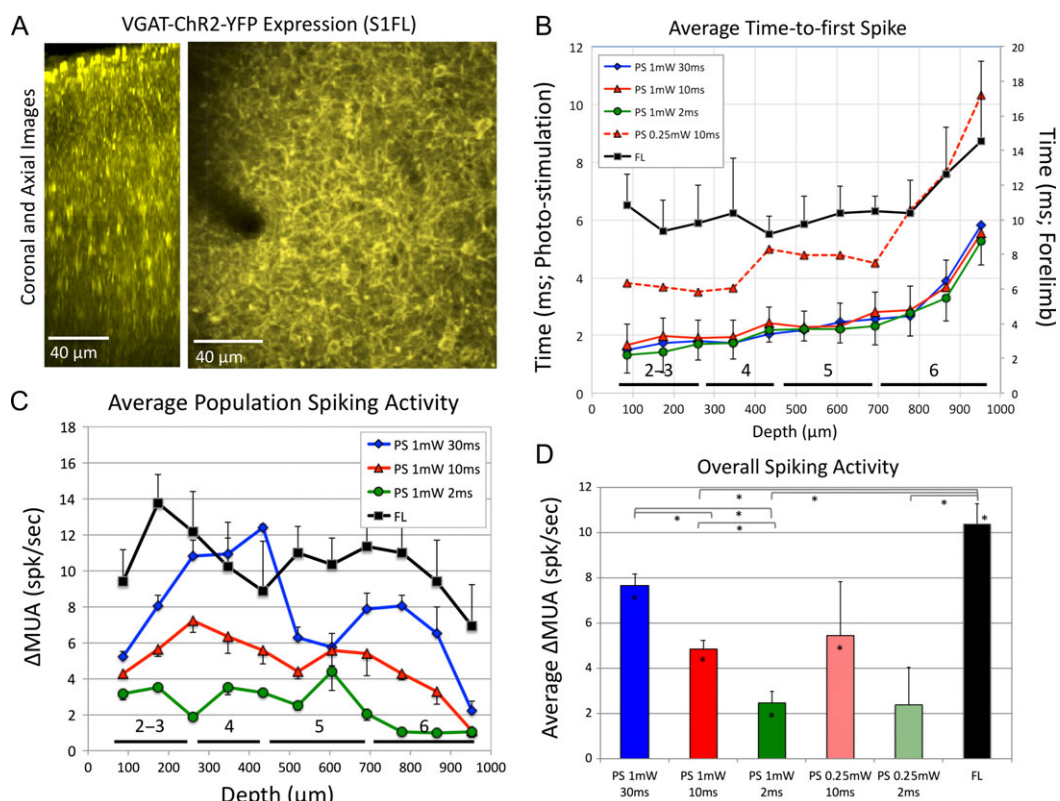 A
VGAT-ChR2-YFP Expression (S1FL)
Coronal and Axial Images
40 μm
40 μm
B
Average Time-to-first Spike
Time (ms; Photo-stimulation)
12
10
8
6
4
2
0
PS 1mW 30ms
PS 1mW 10ms
PS 1mW 2ms
PS 0.25mW 10ms
FL
20
18
16
14
12
10
8
6
4
2
0
Time (ms; Forelimb)
2–3 4 5 6
0 100 200 300 400 500 600 700 800 900 1000
Depth (μm)
C
Average Population Spiking Activity
ΔMUA (spk/sec)
18
16
14
12
10
8
6
4
2
0
PS 1mW 30ms
PS 1mW 10ms
PS 1mW 2ms
FL
2–3 4 5 6
0 100 200 300 400 500 600 700 800 900 1000
Depth (μm)
D
Overall Spiking Activity
Average ΔMUA (spk/sec)
12
10
8
6
4
2
0
* * * * * *
* * * * *
PS 1mW 30ms
PS 1mW 10ms
PS 1mW 2ms
PS 0.25mW 10ms
PS 0.25mW 2ms
FL